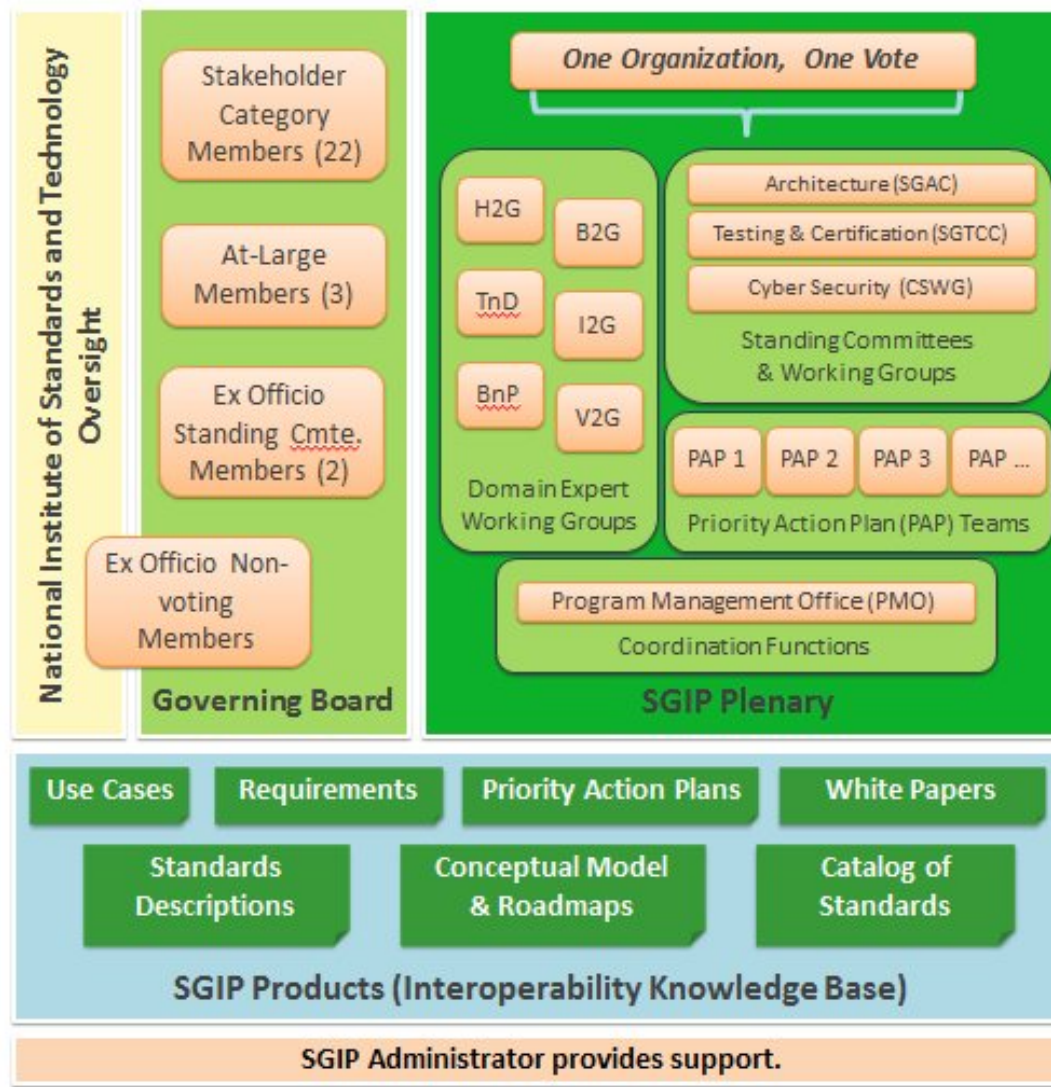 National Institute of Standards and Technology
Oversight
Stakeholder
Category
Members (22)
At-Large
Members (3)
Ex Officio
Standing Cmte.
Members (2)
Ex Officio Non-
voting
Members
Governing Board
One Organization, One Vote
H2G
B2G
TnD
I2G
BnP
V2G
Domain Expert
Working Groups
Architecture (SGAC)
Testing & Certification (SGTCC)
Cyber Security (CSWG)
Standing Committees
& Working Groups
PAP 1
PAP 2
PAP 3
PAP ...
Priority Action Plan (PAP) Teams
Program Management Office (PMO)
Coordination Functions
SGIP Plenary
Use Cases
Requirements
Priority Action Plans
White Papers
Standards
Descriptions
Conceptual Model
& Roadmaps
Catalog of
Standards
SGIP Products (Interoperability Knowledge Base)
SGIP Administrator provides support.